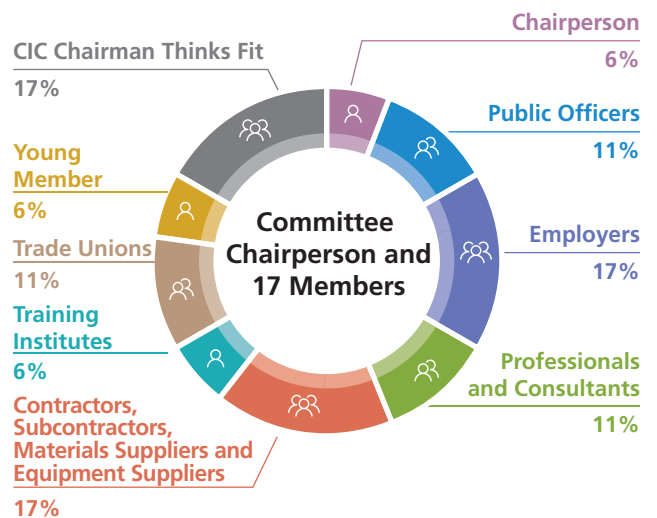 Chairperson
6%
Public Officers
11%
Employers
17%
Professionals
and Consultants
11%
Contractors,
Subcontractors,
Materials Suppliers and
Equipment Suppliers
17%
Training
Institutes
6%
Trade Unions
11%
Young
Member
6%
CIC Chairman Thinks Fit
17%
Committee
Chairperson and
17 Members